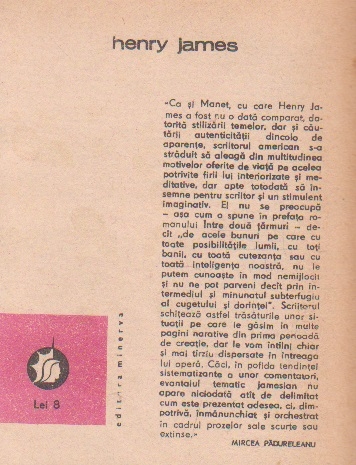 henry james
«Ca și Manet, cu care Henry Ja-
mes a fost nu o dată comparat, da-
torită stilizării temelor, dar și cău-
tării autenticității dincolo de
aparențe, scriitorul american s-a
străduit să aleagă din multitudinea
motivelor oferite de viață pe acelea
potrivite firii lui interiorizate și me-
ditative, dar apte totodată să în-
semne pentru scriitor și un stimulent
imaginativ. El nu se preocupă
— așa cum o spune în prefața ro-
manului Între două țărmuri — de-
cît „de acele bunuri pe care cu
toate posibilitățile lumii, cu toți
banii, cu toată cutezanța sau cu
toată inteligența noastră, nu le
putem cunoaște în mod nemijlocit
și nu ne pot parveni decît prin in-
termediul și minunatul subterfugiu
al cugetului și dorinței". Scriitorul
schițează astfel trăsăturile unor si-
tuații pe care le găsim în multe
pagini narative din prima perioadă
de creație, dar le vom întîlni chiar
și mai tîrziu dispersate în întreaga
lui operă. Căci, în pofida tendinței
sistematizante a unor comentatori,
evantaiul tematic jamesian nu
apare niciodată atît de delimitat
cum este prezentat adesea, ci, dim-
potrivă, înmănunchiat și orchestrat
în cadrul prozelor sale scurte sau
extinse.»
MIRCEA PĂDURELEANU
editura minerva
Lei 8